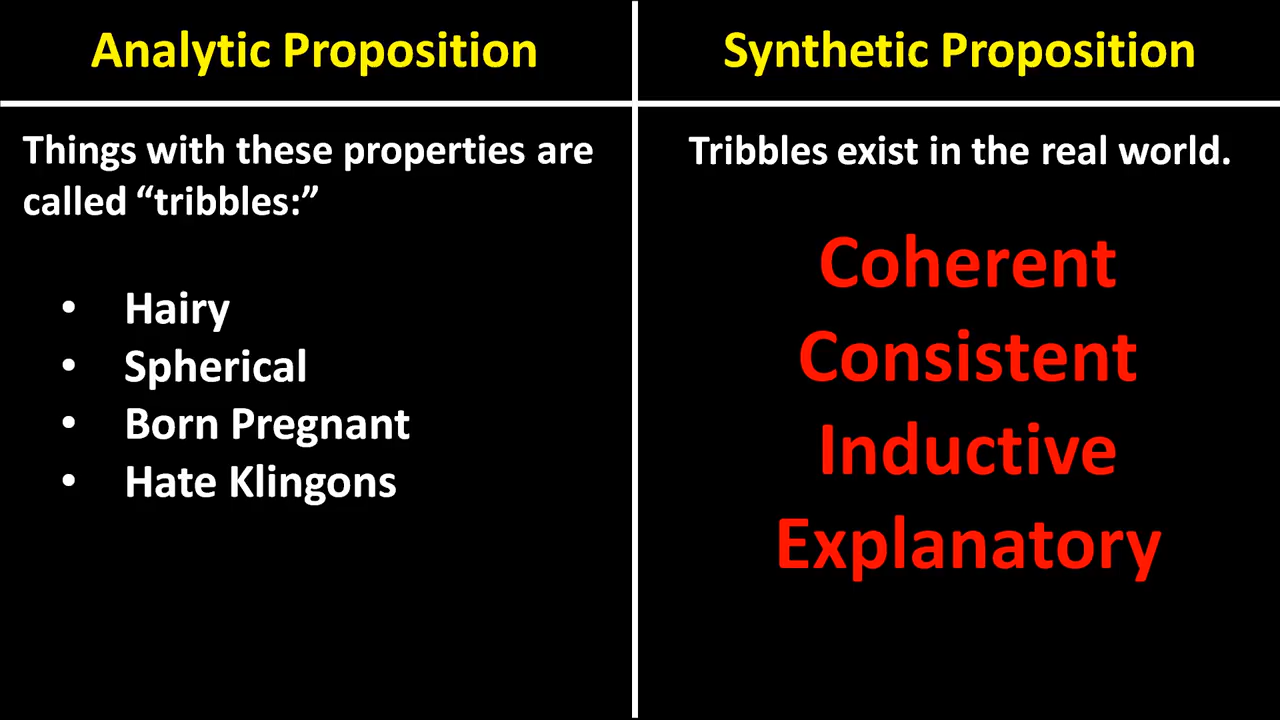 Analytic Proposition
Synthetic Proposition
Things with these properties are
called “tribbles:”
• Hairy
• Spherical
• Born Pregnant
• Hate Klingons
Tribbles exist in the real world.
Coherent
Consistent
Inductive
Explanatory